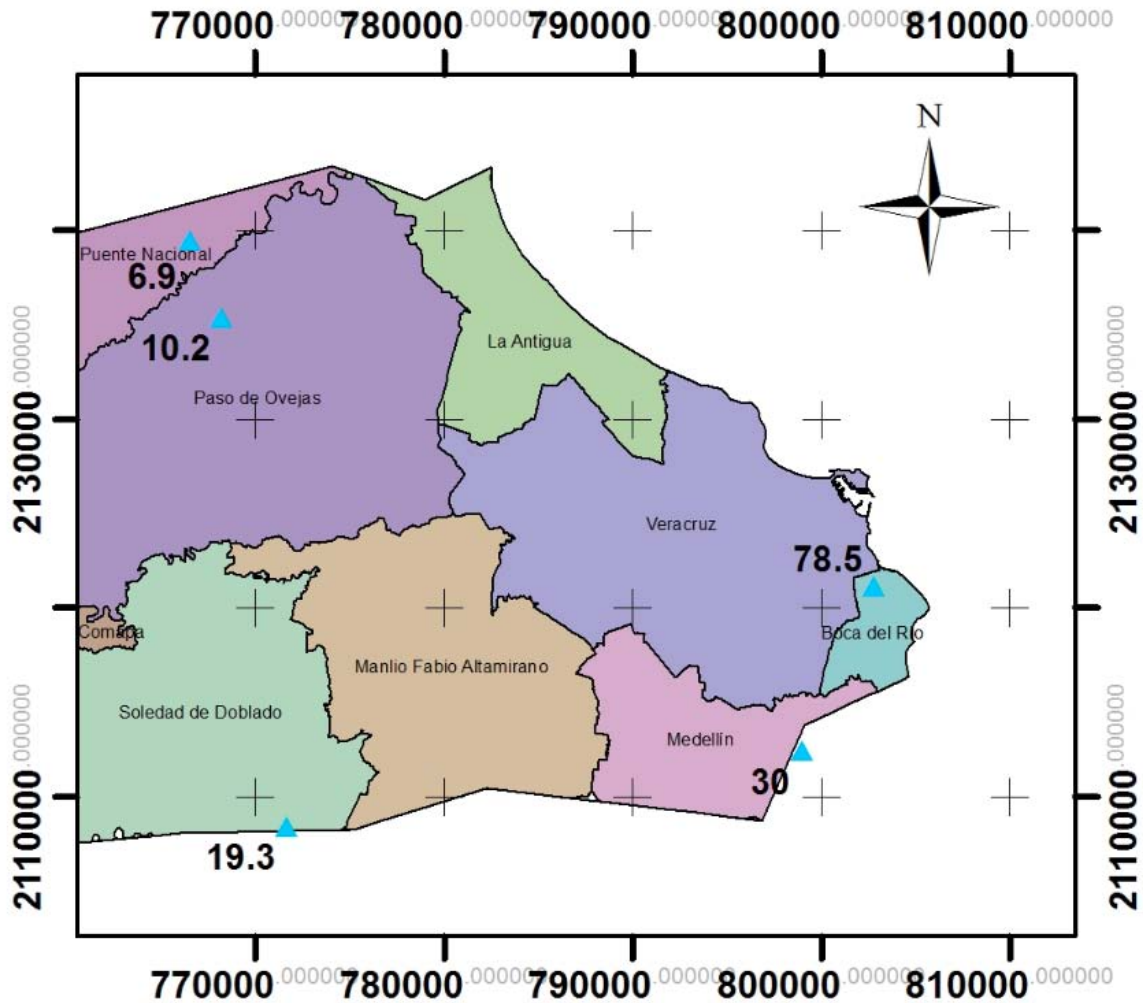 770000.000000 780000.000000 790000.000000 800000.000000 810000.000000
N
Puente Nacional
6.9
10.2
La Antigua
Paso de Ovejas
2130000.000000
2130000.000000
Veracruz
78.5
Comapa
Boca del Río
Manlio Fabio Altamirano
Soledad de Doblado
Medellín
30
2110000.000000
2110000.000000
19.3
770000.000000 780000.000000 790000.000000 800000.000000 810000.000000